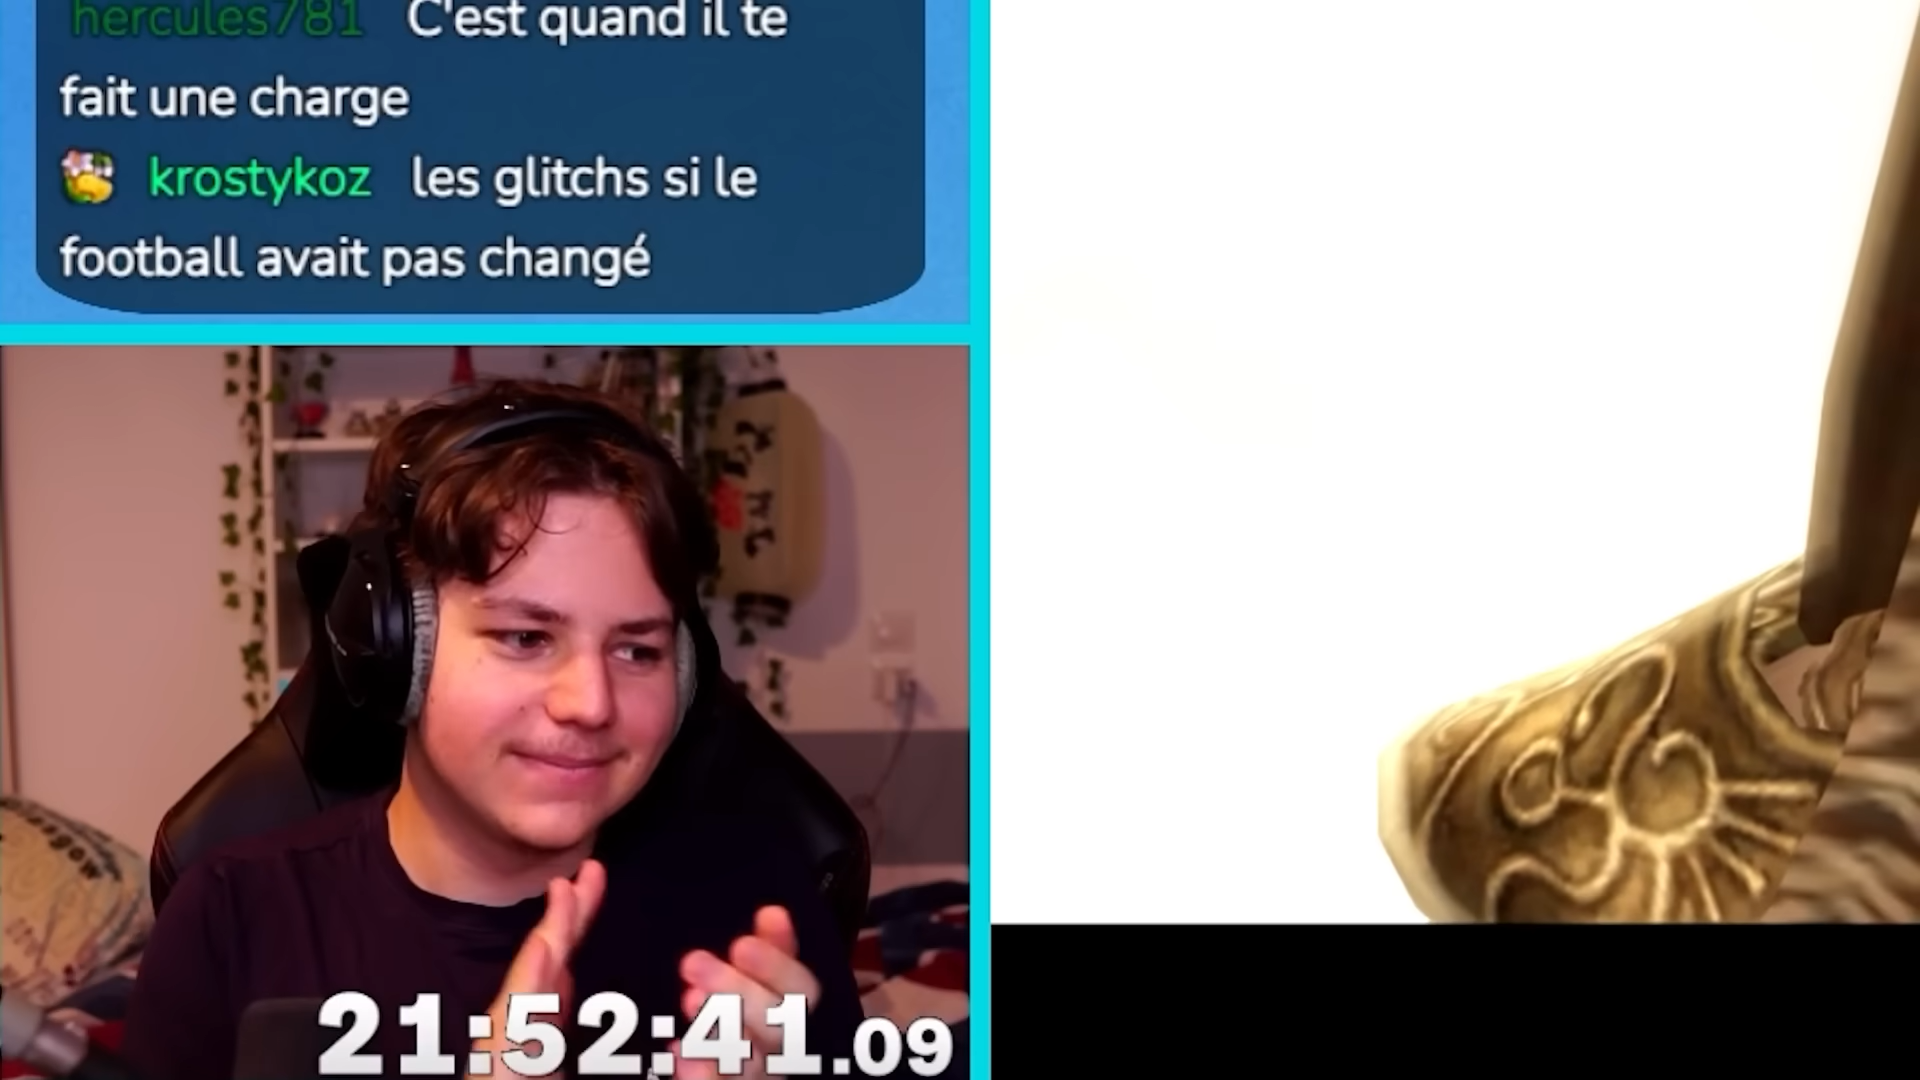 hercules781 C'est quand il te
fait une charge
krostykoz les glitchs si le
football avait pas changé
21:52:41.09